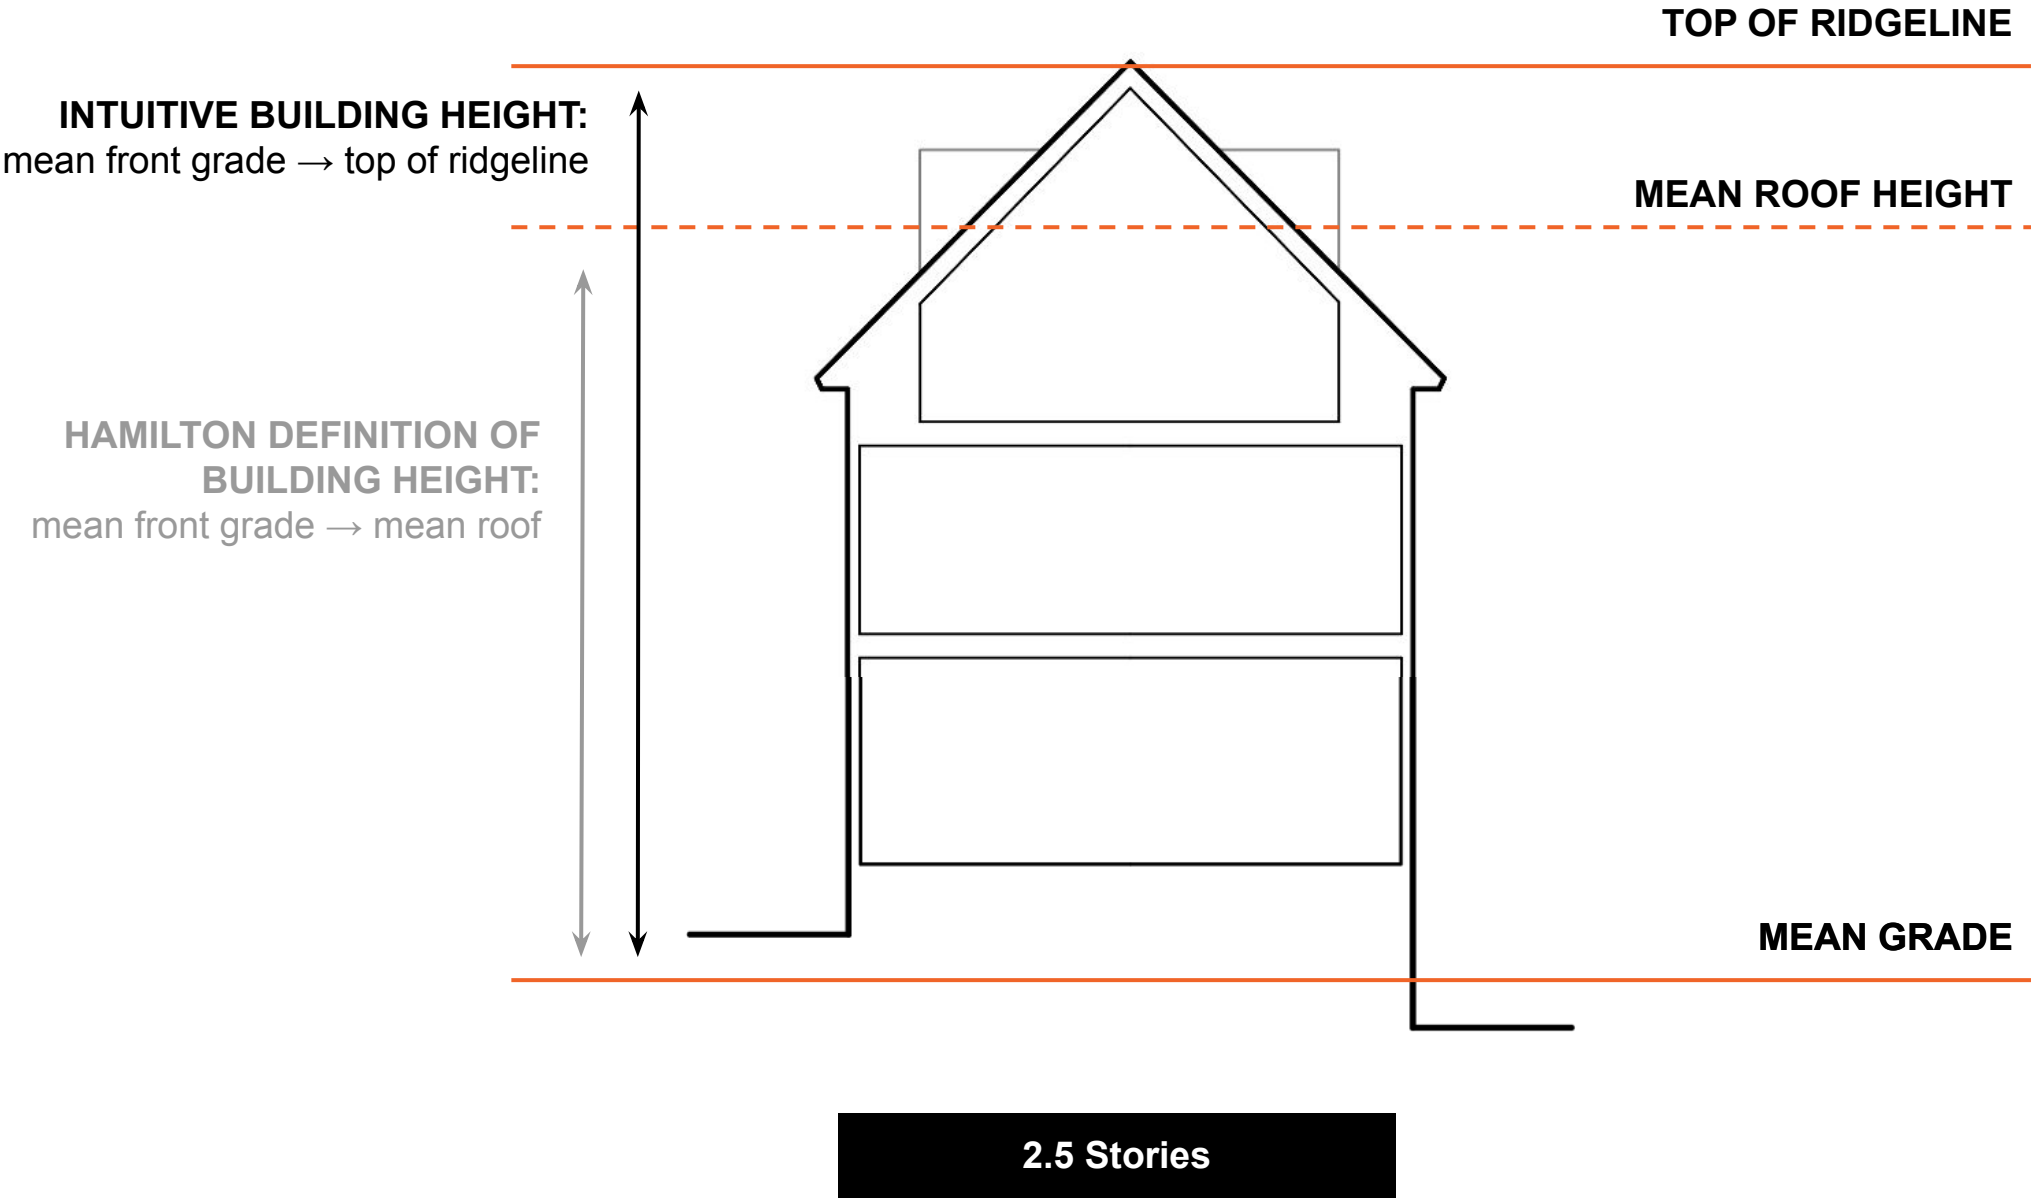 TOP OF RIDGELINE
INTUITIVE BUILDING HEIGHT:
mean front grade → top of ridgeline
MEAN ROOF HEIGHT
HAMILTON DEFINITION OF
BUILDING HEIGHT:
mean front grade → mean roof
MEAN GRADE
2.5 Stories